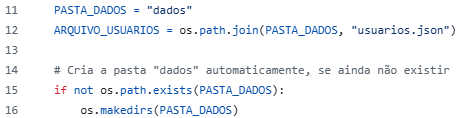 11 PASTA_DADOS = "dados"
12 ARQUIVO_USUARIOS = os.path.join(PASTA_DADOS, "usuarios.json")
13
14 # Cria a pasta "dados" automaticamente, se ainda não existir
15 if not os.path.exists(PASTA_DADOS):
16     os.makedirs(PASTA_DADOS)